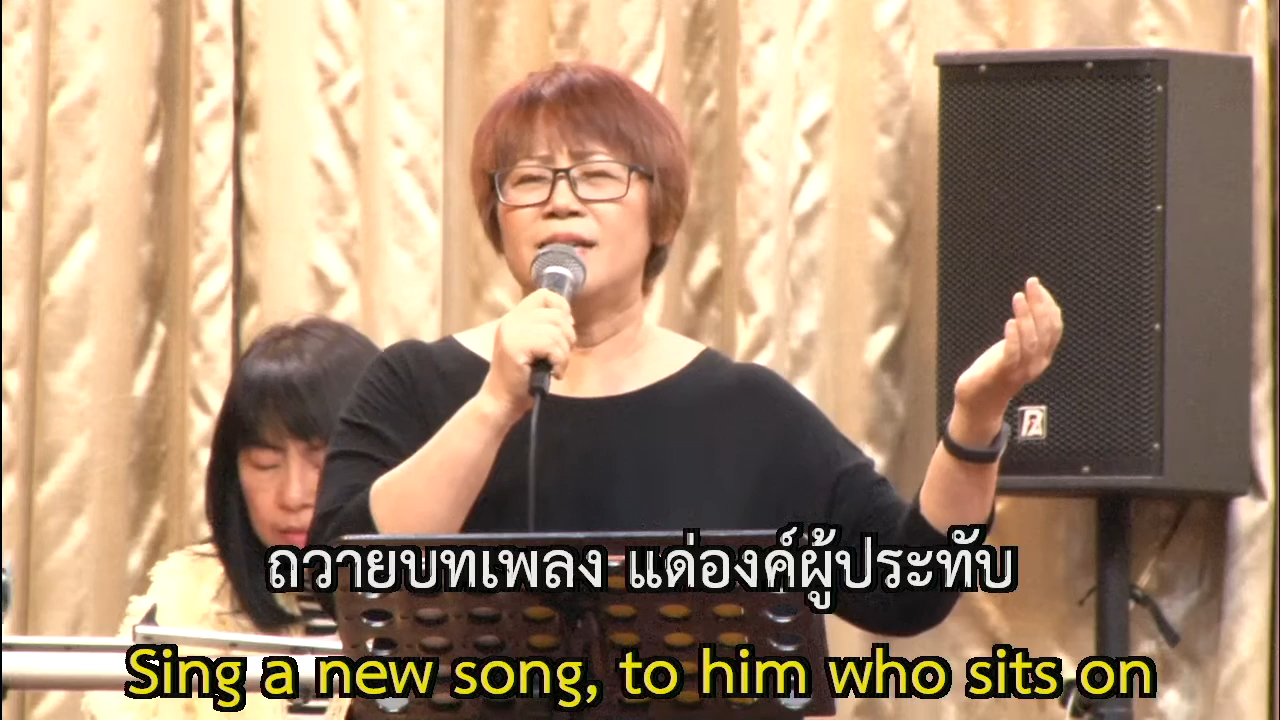 ถวายบทเพลง แด่องค์ผู้ประทับ
Sing a new song, to him who sits on